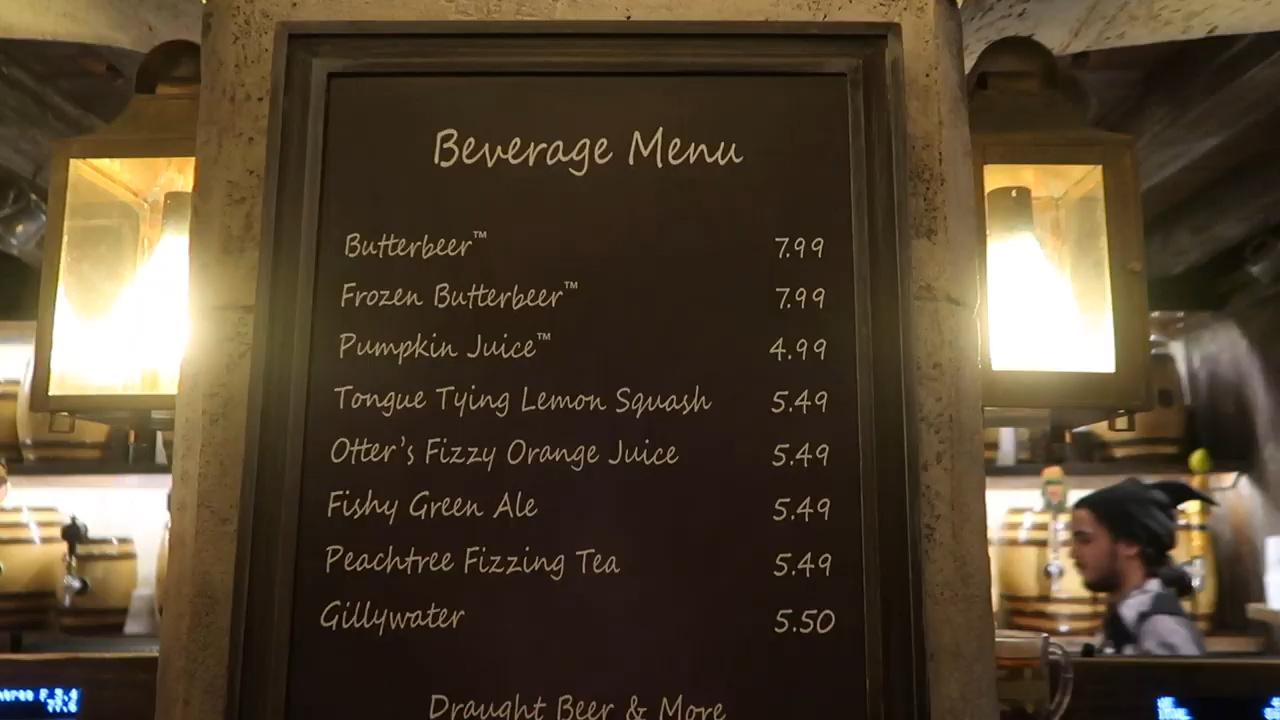 Beverage Menu
Butterbeer™ 7.99
Frozen Butterbeer™ 7.99
Pumpkin Juice™ 4.99
Tongue Tying Lemon Squash 5.49
Otter's Fizzy Orange Juice 5.49
Fishy Green Ale 5.49
Peachtree Fizzing Tea 5.49
Gillywater 5.50
Draught Beer & More